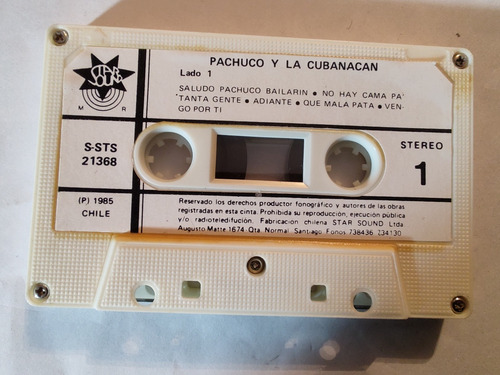 PACHUCO Y LA CUBANACAN
STAR
SOUND
M R
Lado 1
SALUDO PACHUCO BAILARIN • NO HAY CAMA PA'
TANTA GENTE • ADIANTE • QUE MALA PATA • VEN-
GO POR TI
S-STS
21368
STEREO
1
(P) 1985
CHILE
Reservado los derechos productor fonográfico y autores de las obras
registradas en esta cinta. Prohibida su reproducción, ejecución pública
y/o radioteledifución. Fabricación chilena STAR SOUND Ltda
Augusto Matte 1674. Qta. Normal. Santiago. Fonos 738436, 234130